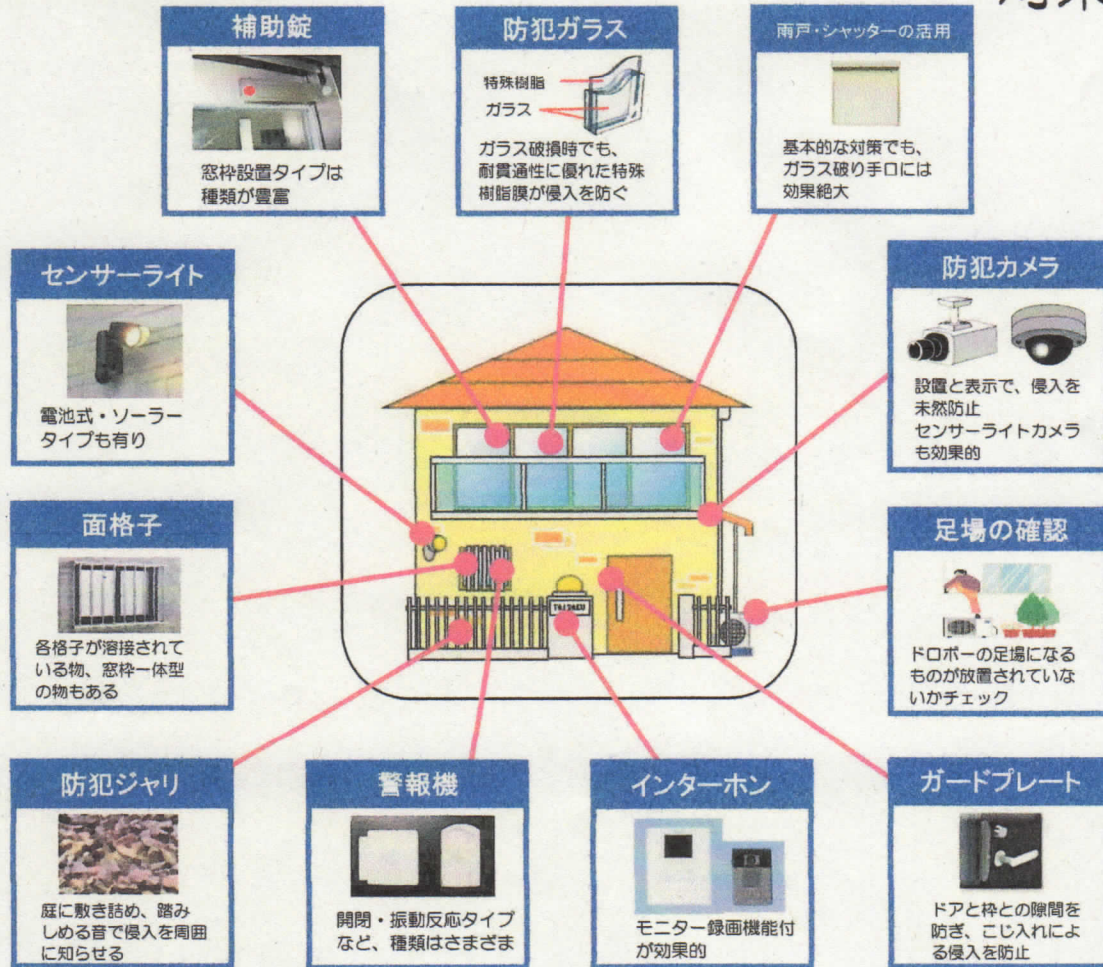 補助錠
窓枠設置タイプは
種類が豊富
防犯ガラス
特殊樹脂
ガラス
ガラス破損時でも、
耐貫通性に優れた特殊
樹脂膜が侵入を防ぐ
雨戸・シャッターの活用
基本的な対策でも、
ガラス破り手口には
効果絶大
センサーライト
電池式・ソーラー
タイプも有り
防犯カメラ
設置と表示で、侵入を
未然防止
センサーライトカメラ
も効果的
面格子
各格子が溶接されて
いる物、窓枠一体型
の物もある
足場の確認
ドロボーの足場になる
ものが放置されていな
いかチェック
防犯ジャリ
庭に敷き詰め、踏み
しめる音で侵入を周囲
に知らせる
警報機
開閉・振動反応タイプ
など、種類はさまざま
インターホン
モニター録画機能付
が効果的
ガードプレート
ドアと枠との隙間を
防ぎ、こじ入れによ
る侵入を防止